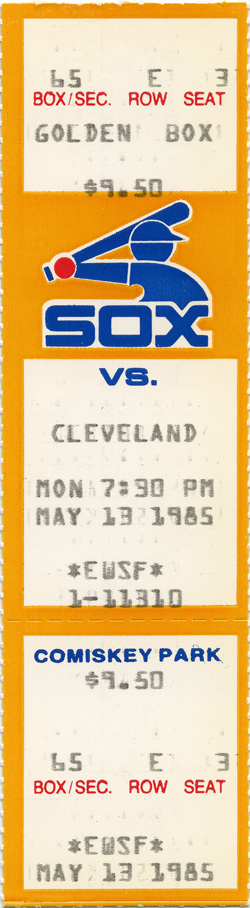 65 E 3
BOX/SEC. ROW SEAT
GOLDEN BOX
$9.50
SOX
VS.
CLEVELAND
MON 7:30 PM
MAY 13 1985
*EWSF*
1-11310
COMISKEY PARK
$9.50
65 E 3
BOX/SEC. ROW SEAT
*EWSF*
MAY 13 1985